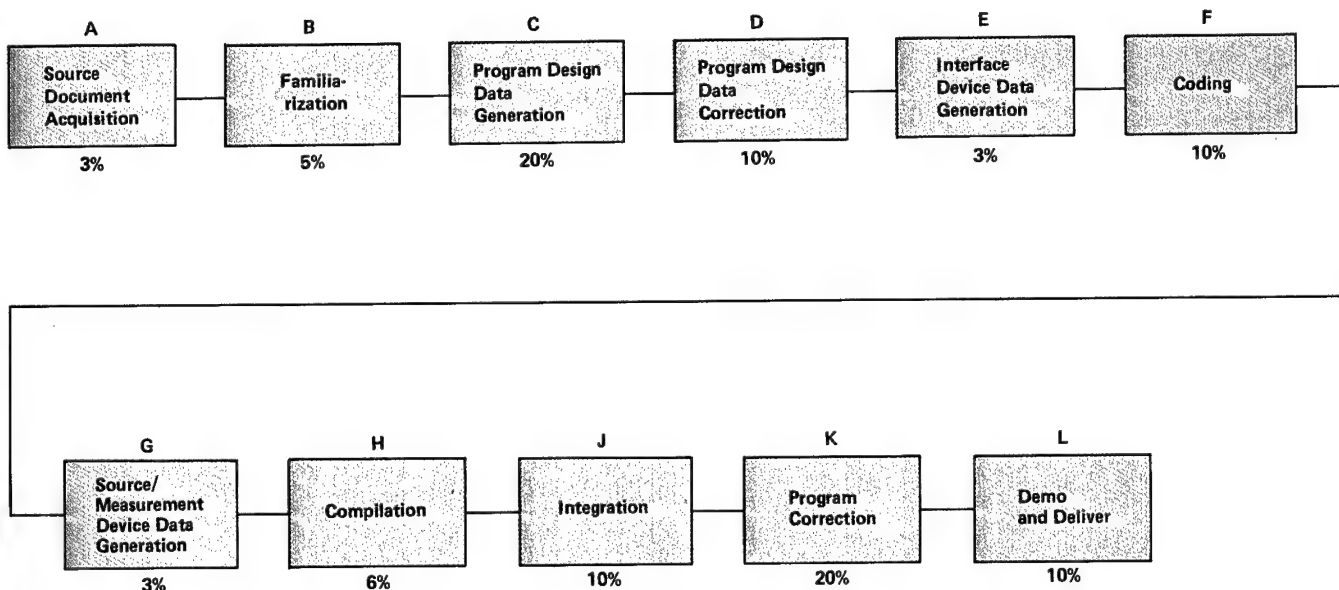 A
B
C
D
E
F
Source
Document
Acquisition
Familia-
rization
Program Design
Data
Generation
Program Design
Data
Correction
Interface
Device Data
Generation
Coding
3%
5%
20%
10%
3%
10%
G
H
J
K
L
Source/
Measurement
Device Data
Generation
Compilation
Integration
Program
Correction
Demo
and Deliver
3%
6%
10%
20%
10%